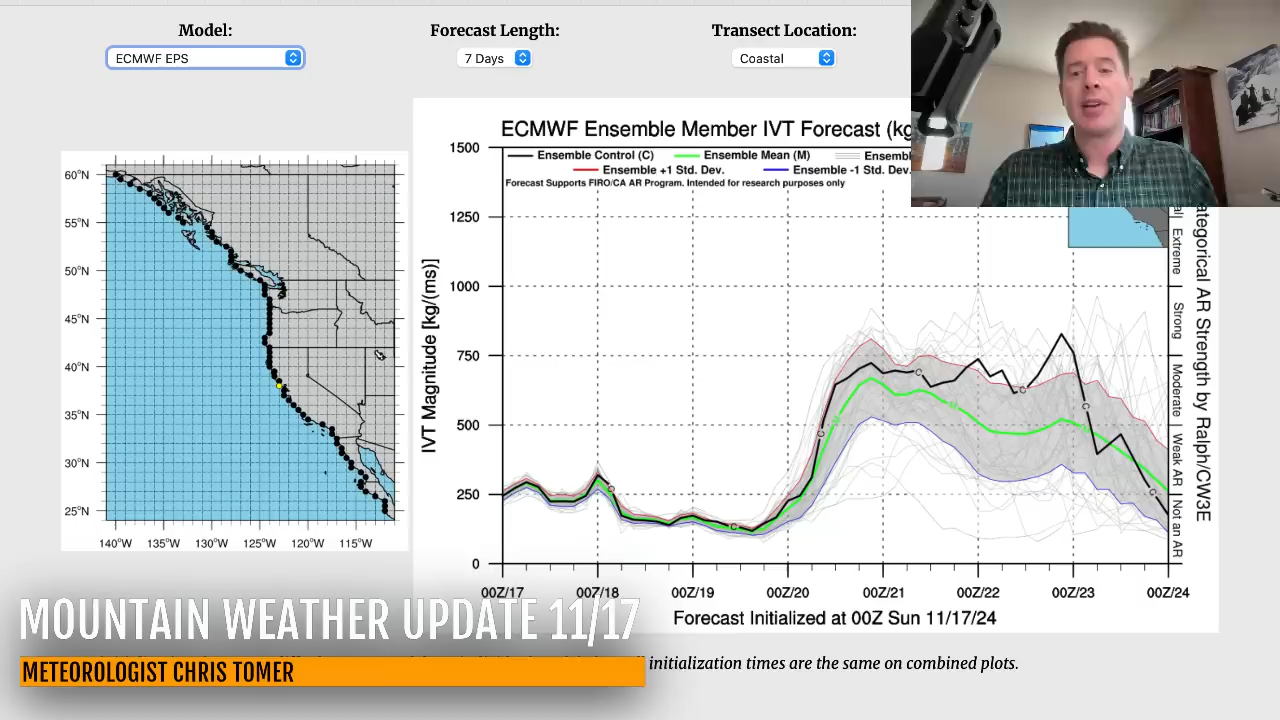 Model:
Forecast Length:
Transect Location:
ECMWF EPS
7 Days
Coastal
ECMWF Ensemble Member IVT Forecast (kg
Ensemble Control (C)
Ensemble Mean (M)
Ensembl
Ensemble +1 Std. Dev.
Ensemble -1 Std. Dev.
Forecast Supports FIRO/CA AR Program. Intended for research purposes only
1500
1250
1000
750
500
250
0
IVT Magnitude [kg/(ms)]
60°N
55°N
50°N
45°N
40°N
35°N
30°N
25°N
140°W 135°W 130°W 125°W 120°W 115°W
Extreme
Strong
Moderate
Weak AR
Not an AR
ategorical AR Strength by Ralph/CW3E
00Z/17 00Z/18 00Z/19 00Z/20 00Z/21 00Z/22 00Z/23 00Z/24
Forecast Initialized at 00Z Sun 11/17/24
MOUNTAIN WEATHER UPDATE 11/17
METEOROLOGIST CHRIS TOMER
initialization times are the same on combined plots.